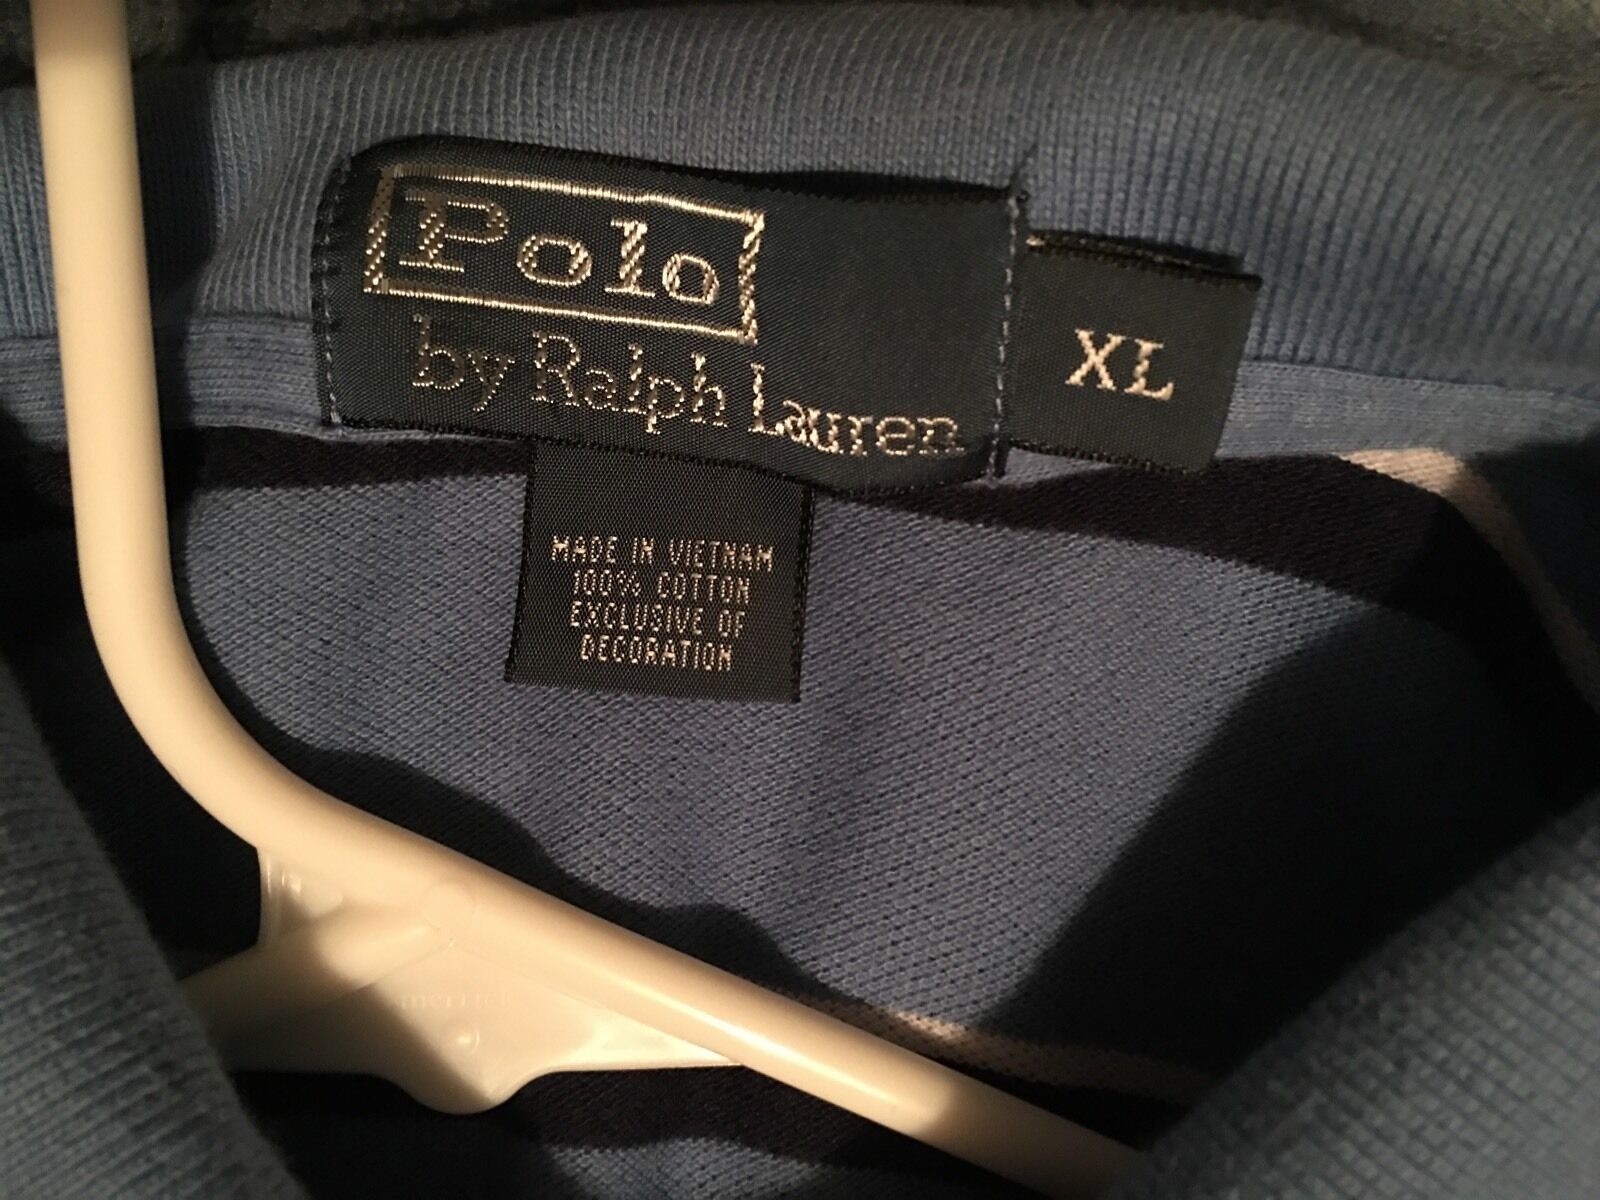 Polo
by Ralph Lauren
XL
MADE IN VIETNAM
100% COTTON
EXCLUSIVE OF
DECORATION